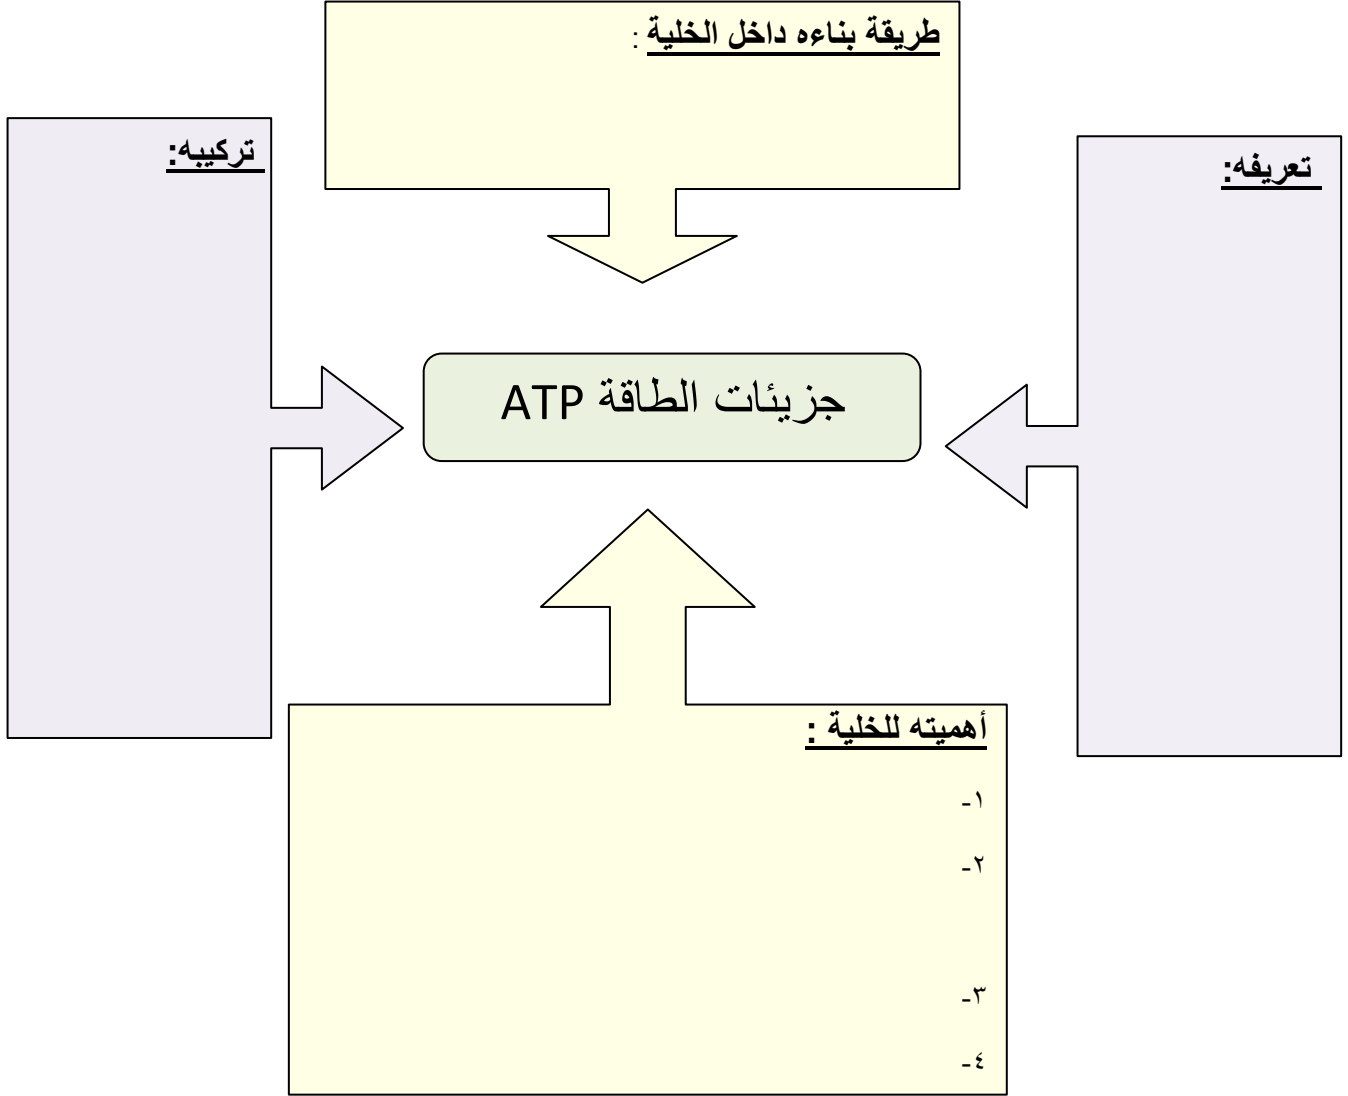 طريقة بناءه داخل الخلية :
تركيبه:
تعريفه:
جزيئات الطاقة ATP
أهميته للخلية :
١-
٢-
٣-
٤-